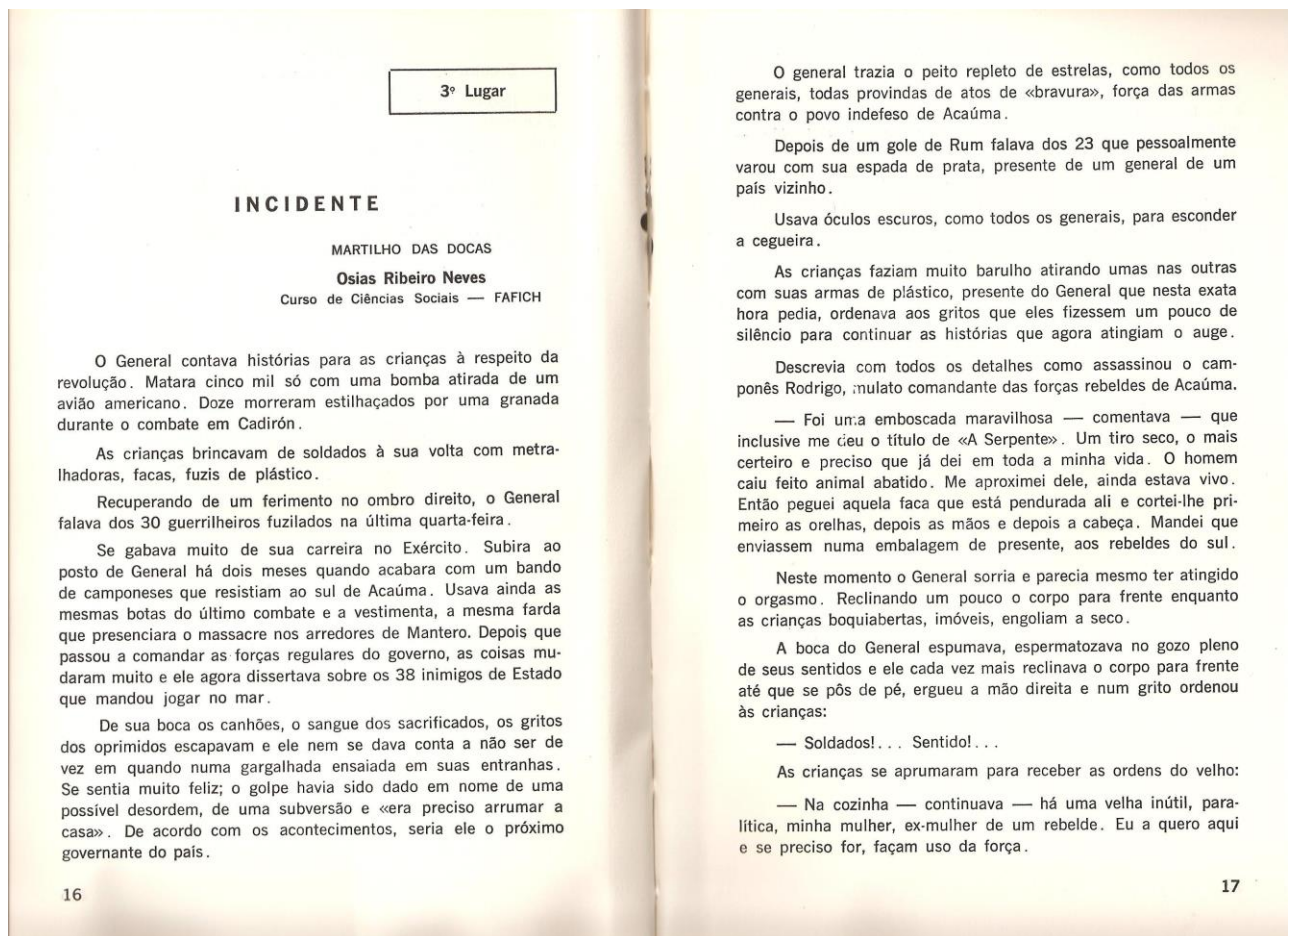 3º Lugar
INCIDENTE
MARTILHO DAS DOCAS
Osias Ribeiro Neves
Curso de Ciências Sociais — FAFICH
O General contava histórias para as crianças à respeito da
revolução. Matara cinco mil só com uma bomba atirada de um
avião americano. Doze morreram estilhaçados por uma granada
durante o combate em Cadirón.
As crianças brincavam de soldados à sua volta com metra-
lhadoras, facas, fuzis de plástico.
Recuperando de um ferimento no ombro direito, o General
falava dos 30 guerrilheiros fuzilados na última quarta-feira.
Se gabava muito de sua carreira no Exército. Subira ao
posto de General há dois meses quando acabara com um bando
de camponeses que resistiam ao sul de Acaúma. Usava ainda as
mesmas botas do último combate e a vestimenta, a mesma farda
que presenciara o massacre nos arredores de Mantero. Depois que
passou a comandar as forças regulares do governo, as coisas mu-
daram muito e ele agora dissertava sobre os 38 inimigos de Estado
que mandou jogar no mar.
De sua boca os canhões, o sangue dos sacrificados, os gritos
dos oprimidos escapavam e ele nem se dava conta a não ser de
vez em quando numa gargalhada ensaiada em suas entranhas.
Se sentia muito feliz; o golpe havia sido dado em nome de uma
possível desordem, de uma subversão e «era preciso arrumar a
casa». De acordo com os acontecimentos, seria ele o próximo
governante do país.
16
O general trazia o peito repleto de estrelas, como todos os
generais, todas provindas de atos de «bravura», força das armas
contra o povo indefeso de Acaúma.
Depois de um gole de Rum falava dos 23 que pessoalmente
varou com sua espada de prata, presente de um general de um
país vizinho.
Usava óculos escuros, como todos os generais, para esconder
a cegueira.
As crianças faziam muito barulho atirando umas nas outras
com suas armas de plástico, presente do General que nesta exata
hora pedia, ordenava aos gritos que eles fizessem um pouco de
silêncio para continuar as histórias que agora atingiam o auge.
Descrevia com todos os detalhes como assassinou o cam-
ponês Rodrigo, mulato comandante das forças rebeldes de Acaúma.
— Foi uma emboscada maravilhosa — comentava — que
inclusive me deu o título de «A Serpente». Um tiro seco, o mais
certeiro e preciso que já dei em toda a minha vida. O homem
caiu feito animal abatido. Me aproximei dele, ainda estava vivo.
Então peguei aquela faca que está pendurada ali e cortei-lhe pri-
meiro as orelhas, depois as mãos e depois a cabeça. Mandei que
enviassem numa embalagem de presente, aos rebeldes do sul.
Neste momento o General sorria e parecia mesmo ter atingido
o orgasmo. Reclinando um pouco o corpo para frente enquanto
as crianças boquiabertas, imóveis, engoliam a seco.
A boca do General espumava, espermatozava no gozo pleno
de seus sentidos e ele cada vez mais reclinava o corpo para frente
até que se pôs de pé, ergueu a mão direita e num grito ordenou
às crianças:
— Soldados!... Sentido!...
As crianças se aprumaram para receber as ordens do velho:
— Na cozinha — continuava — há uma velha inútil, para-
lítica, minha mulher, ex-mulher de um rebelde. Eu a quero aqui
e se preciso for, façam uso da força.
17